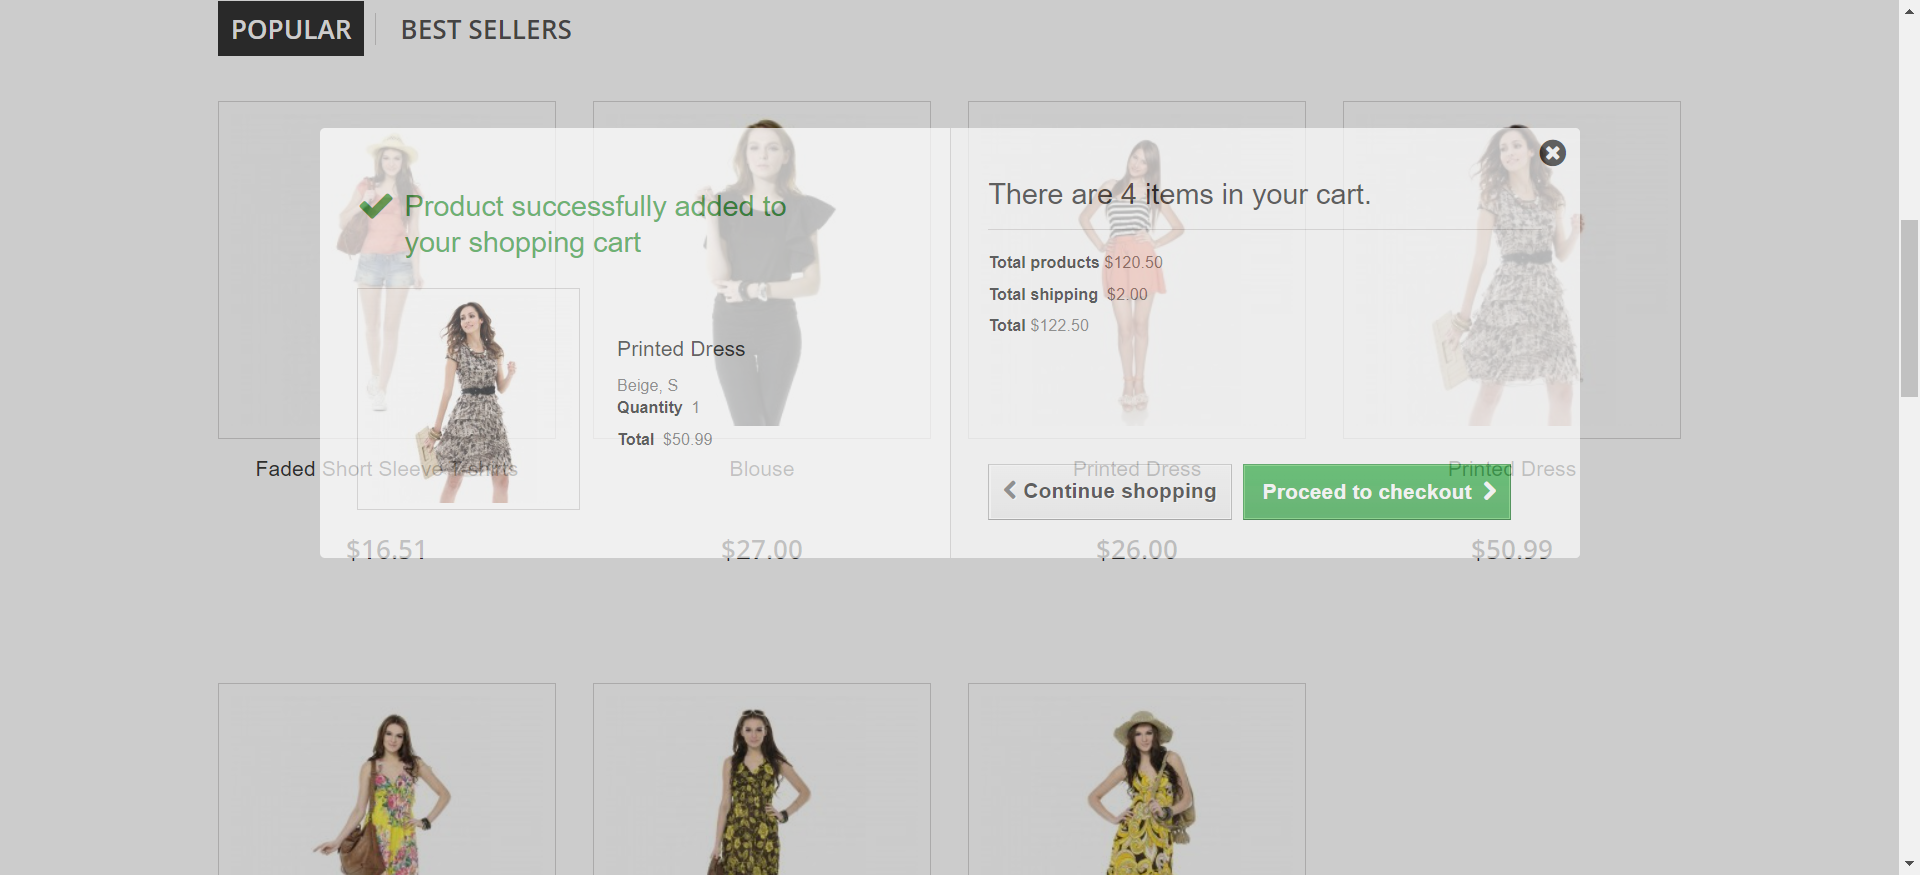 POPULAR
BEST SELLERS
Product successfully added to
your shopping cart
Printed Dress
Beige, S
Quantity 1
Total $50.99
There are 4 items in your cart.
Total products $120.50
Total shipping $2.00
Total $122.50
Continue shopping
Proceed to checkout
Faded Short Sleeve T-shirts
Blouse
Printed Dress
Printed Dress
$16.51
$27.00
$26.00
$50.99